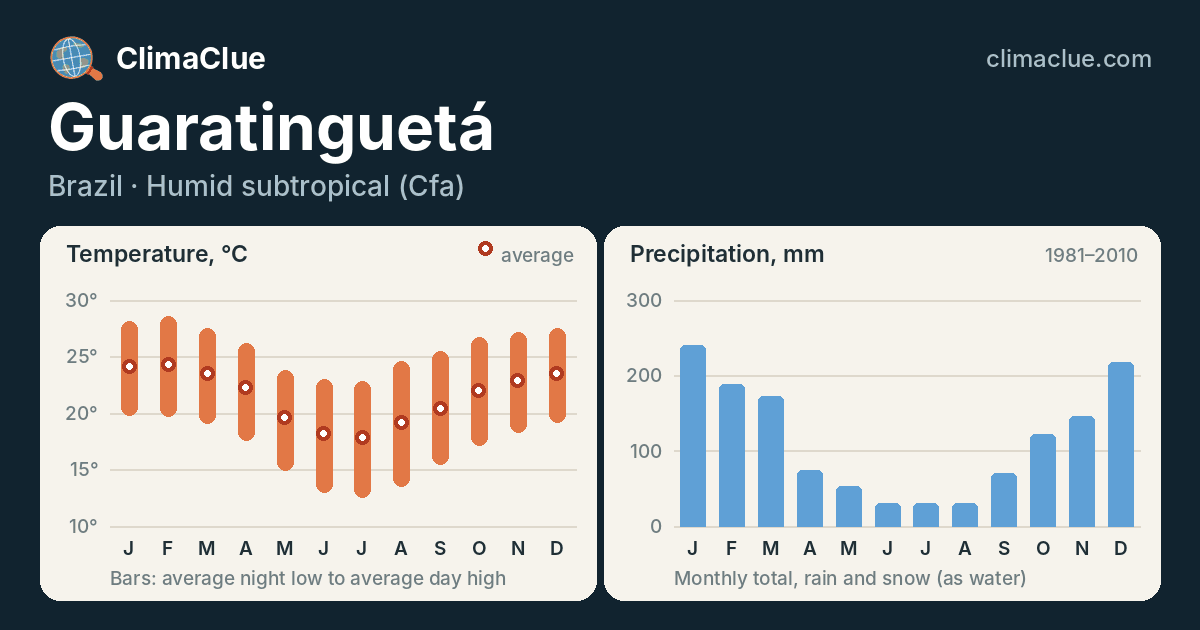 ClimaClue
climaclue.com
Guaratinguetá
Brazil · Humid subtropical (Cfa)
Temperature, °C
average
30°
25°
20°
15°
10°
J F M A M J J A S O N D
Bars: average night low to average day high
Precipitation, mm
1981–2010
300
200
100
0
J F M A M J J A S O N D
Monthly total, rain and snow (as water)